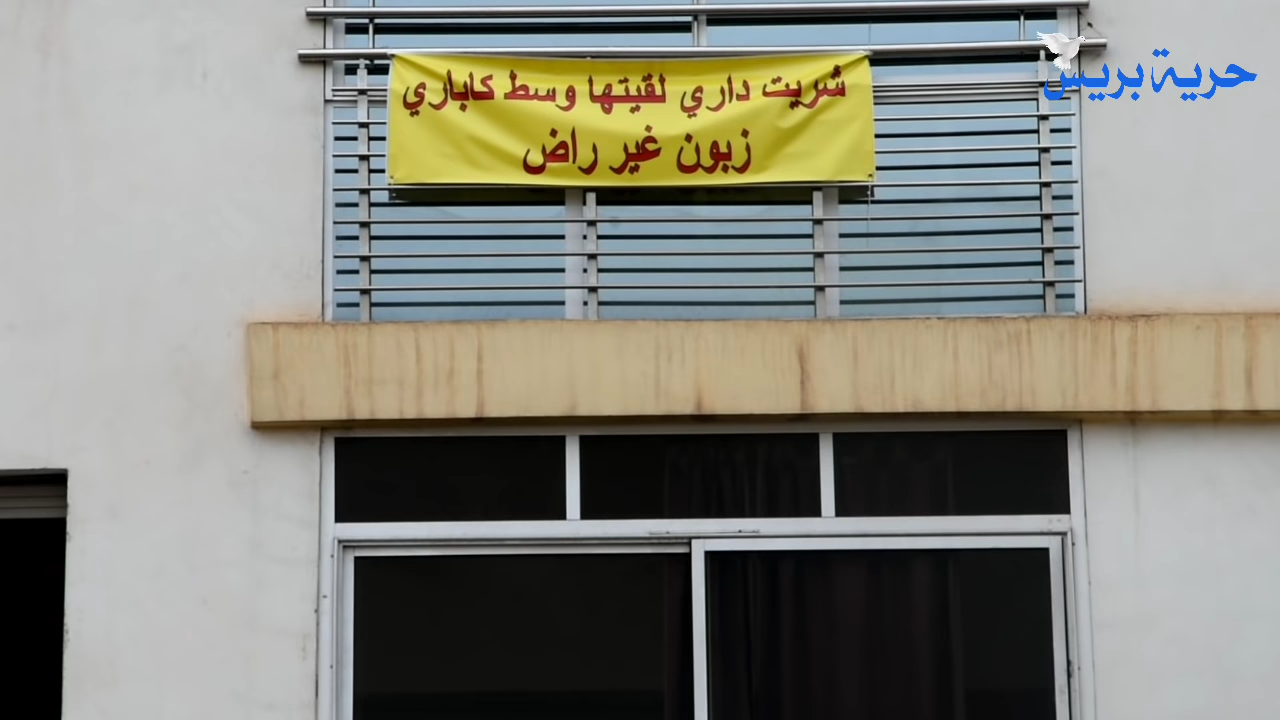 حرية بريس
شريت داري لقيتها وسط كاباري
زبون غير راض